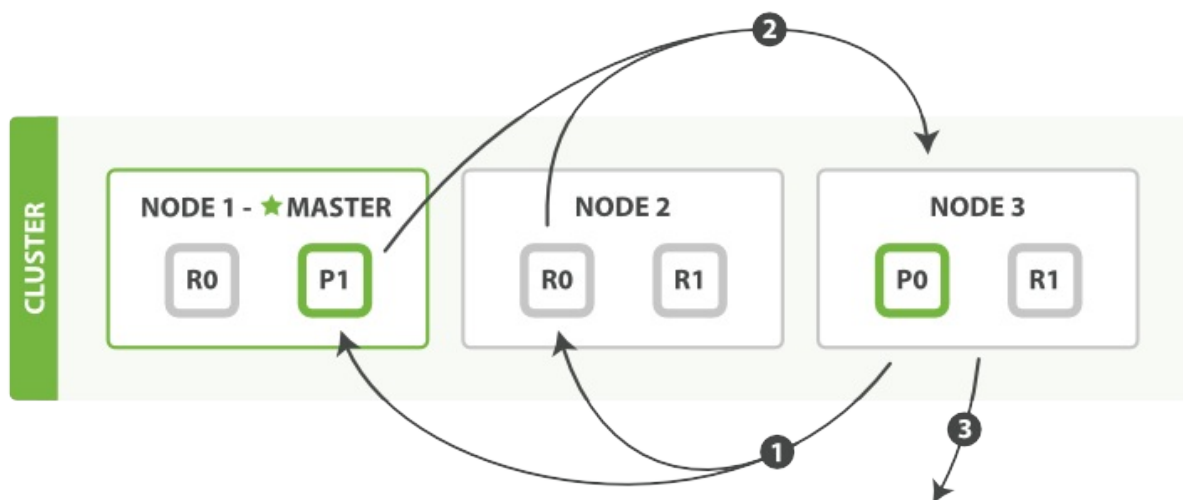 2
CLUSTER
NODE 1 - ★ MASTER
NODE 2
NODE 3
R0
P1
R0
R1
P0
R1
3
1